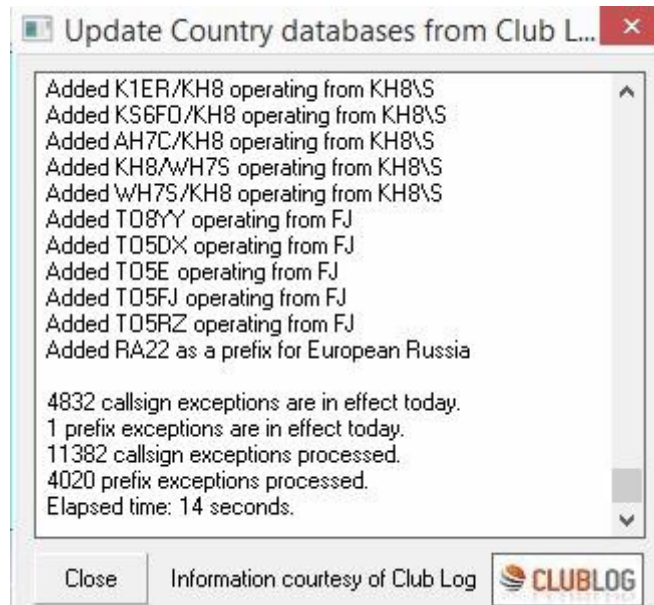 Update Country databases from Club L...
Added K1ER/KH8 operating from KH8\S
Added KS6FO/KH8 operating from KH8\S
Added AH7C/KH8 operating from KH8\S
Added KH8/WH7S operating from KH8\S
Added WH7S/KH8 operating from KH8\S
Added TO8YY operating from FJ
Added TO5DX operating from FJ
Added TO5E operating from FJ
Added TO5FJ operating from FJ
Added TO5RZ operating from FJ
Added RA22 as a prefix for European Russia
4832 callsign exceptions are in effect today.
1 prefix exceptions are in effect today.
11382 callsign exceptions processed.
4020 prefix exceptions processed.
Elapsed time: 14 seconds.
Close Information courtesy of Club Log CLUBLOG